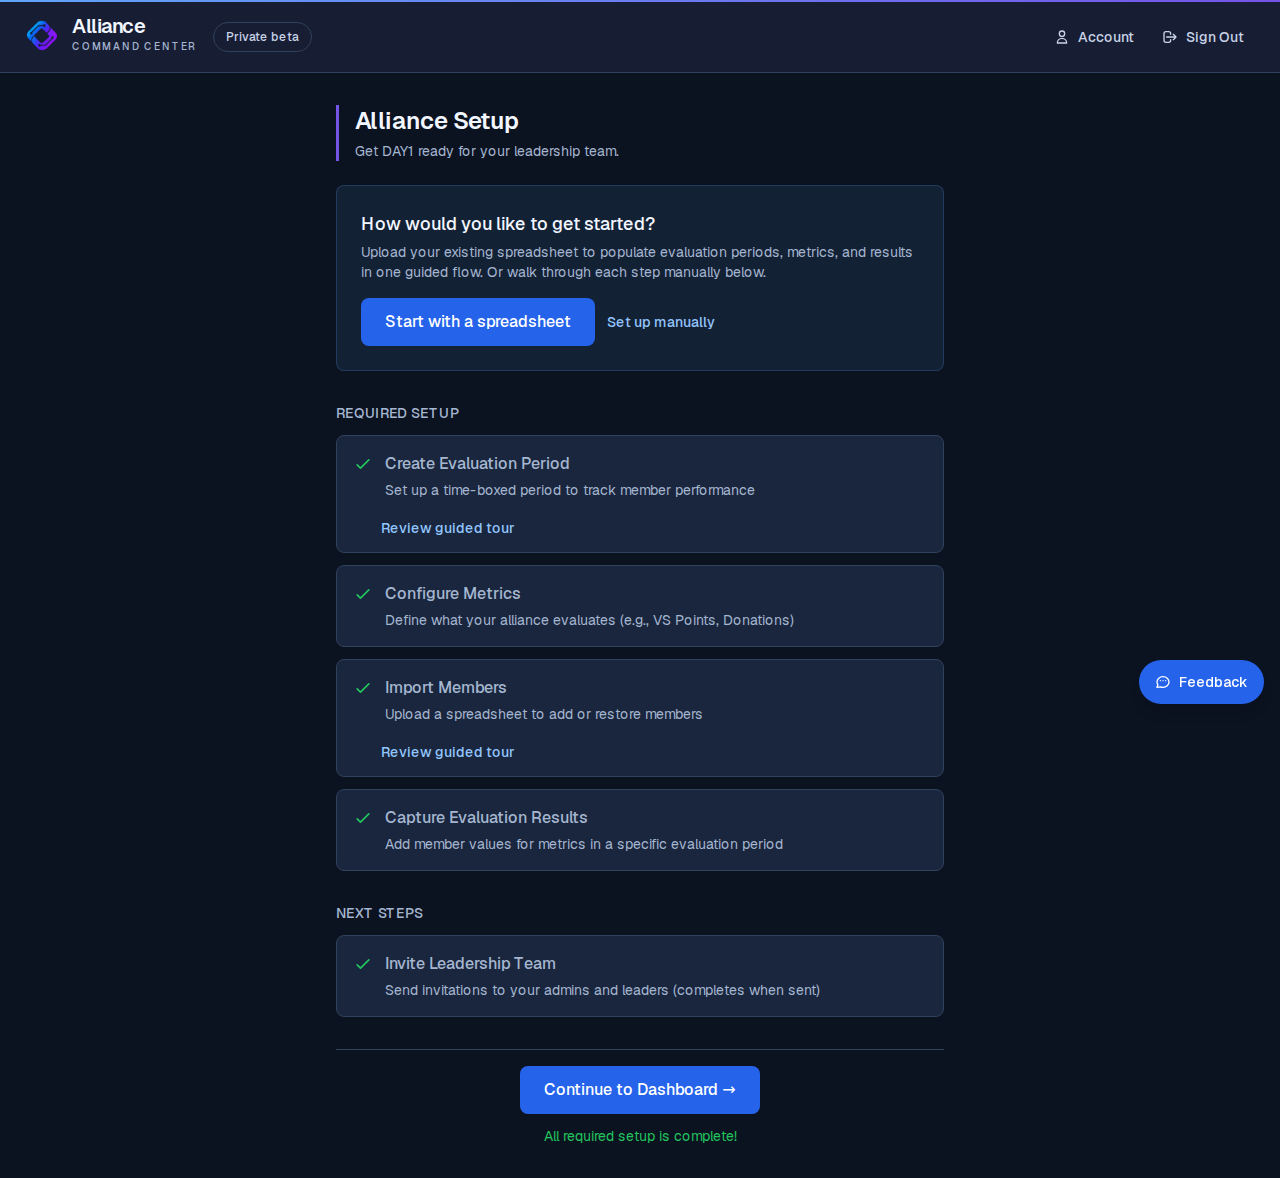 Alliance
COMMAND CENTER
Private beta
Account
Sign Out
Alliance Setup
Get DAY1 ready for your leadership team.
How would you like to get started?
Upload your existing spreadsheet to populate evaluation periods, metrics, and results
in one guided flow. Or walk through each step manually below.
Start with a spreadsheet
Set up manually
REQUIRED SETUP
Create Evaluation Period
Set up a time-boxed period to track member performance
Review guided tour
Configure Metrics
Define what your alliance evaluates (e.g., VS Points, Donations)
Import Members
Upload a spreadsheet to add or restore members
Review guided tour
Feedback
Capture Evaluation Results
Add member values for metrics in a specific evaluation period
NEXT STEPS
Invite Leadership Team
Send invitations to your admins and leaders (completes when sent)
Continue to Dashboard →
All required setup is complete!